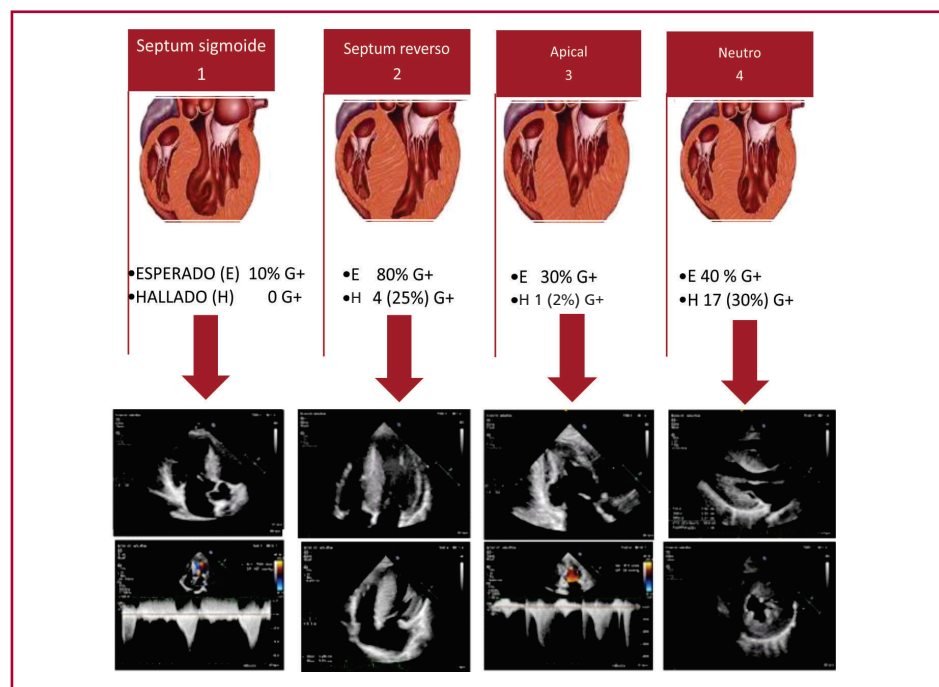 Septum sigmoide
1
Septum reverso
2
Apical
3
Neutro
4
•ESPERADO (E) 10% G+
•HALLADO (H) 0 G+
•E 80% G+
•H 4 (25%) G+
•E 30% G+
•H 1 (2%) G+
•E 40 % G+
•H 17 (30%) G+